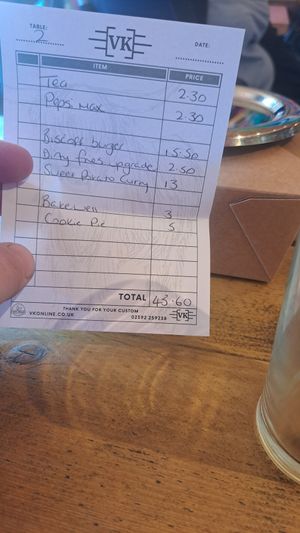 TABLE:
2
VK
DATE:
ITEM PRICE
Tea 2.30
Pepsi Max 2.30
Biscoff burger 15.50
Dirty fries upgrade 2.50
Sweet Potato Curry 13
Bakewell 3
Cookie Pie 5
TOTAL 43.60
THANK YOU FOR YOUR CUSTOM
VKONLINE.CO.UK 02592 259238
VK